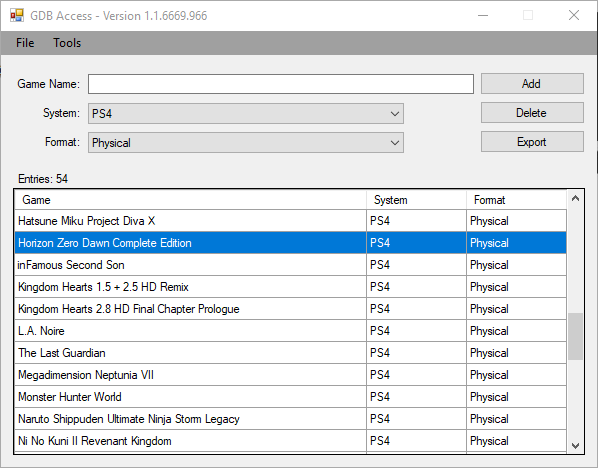 GDB Access - Version 1.1.6669.966
File Tools
Game Name: Add
System: PS4 Delete
Format: Physical Export
Entries: 54
Game System Format
Hatsune Miku Project Diva X PS4 Physical
Horizon Zero Dawn Complete Edition PS4 Physical
inFamous Second Son PS4 Physical
Kingdom Hearts 1.5 + 2.5 HD Remix PS4 Physical
Kingdom Hearts 2.8 HD Final Chapter Prologue PS4 Physical
L.A. Noire PS4 Physical
The Last Guardian PS4 Physical
Megadimension Neptunia VII PS4 Physical
Monster Hunter World PS4 Physical
Naruto Shippuden Ultimate Ninja Storm Legacy PS4 Physical
Ni No Kuni II Revenant Kingdom PS4 Physical